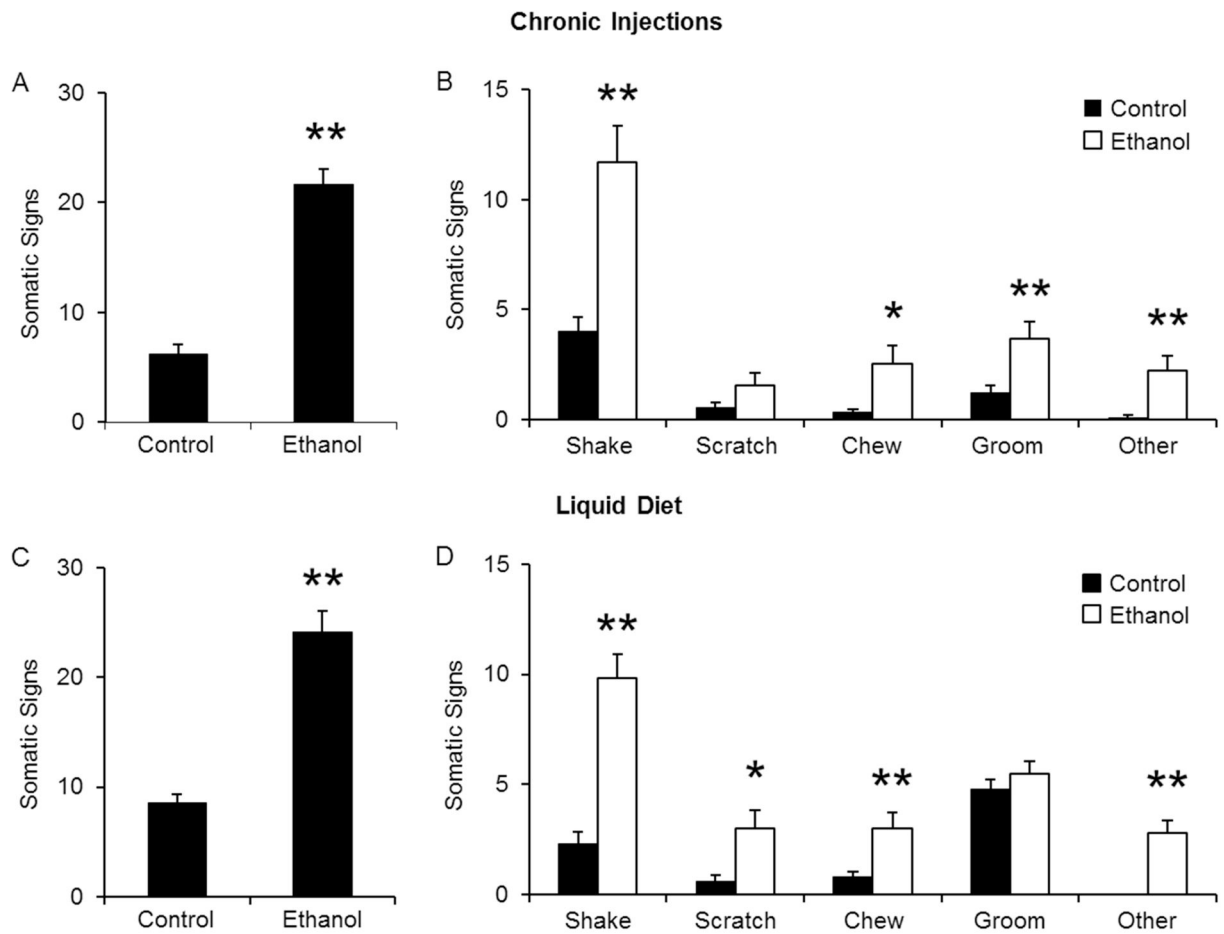 Chronic Injections
A
30
20
10
0
Somatic Signs
**
Control
Ethanol
B
15
10
5
0
Somatic Signs
**
*
**
**
Control
Ethanol
Shake
Scratch
Chew
Groom
Other
Liquid Diet
C
30
20
10
0
Somatic Signs
**
Control
Ethanol
D
15
10
5
0
Somatic Signs
**
*
**
**
Control
Ethanol
Shake
Scratch
Chew
Groom
Other